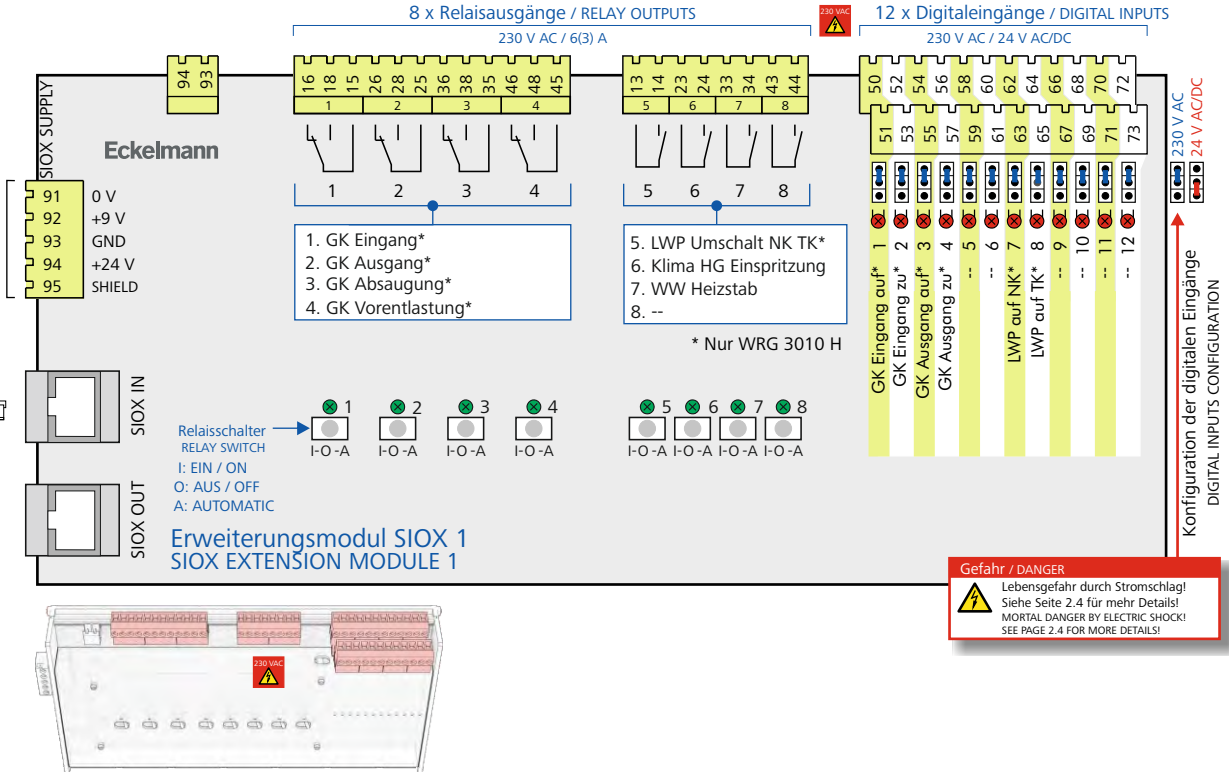 8 x Relaisausgänge / RELAY OUTPUTS
230 V AC / 6(3) A
230 VAC
12 x Digitaleingänge / DIGITAL INPUTS
230 V AC / 24 V AC/DC
94 93
16 18 15 26 28 25 36 38 35 46 48 45
1 2 3 4
13 14 23 24 33 34 43 44
5 6 7 8
50 52 54 56 58 60 62 64 66 68 70 72
51 53 55 57 59 61 63 65 67 69 71 73
230 V AC
24 V AC/DC
SIOX SUPPLY
Eckelmann
91 0 V
92 +9 V
93 GND
94 +24 V
95 SHIELD
1 2 3 4
5 6 7 8
1. GK Eingang*
2. GK Ausgang*
3. GK Absaugung*
4. GK Vorentlastung*
5. LWP Umschalt NK TK*
6. Klima HG Einspritzung
7. WW Heizstab
8. --
* Nur WRG 3010 H
GK Eingang auf* 1
GK Eingang zu* 2
GK Ausgang auf* 3
GK Ausgang zu* 4
-- 5
-- 6
LWP auf NK* 7
LWP auf TK* 8
-- 9
-- 10
-- 11
-- 12
Konfiguration der digitalen Eingänge
DIGITAL INPUTS CONFIGURATION
SIOX IN
SIOX OUT
Relaisschalter
RELAY SWITCH
I: EIN / ON
O: AUS / OFF
A: AUTOMATIC
1 2 3 4 5 6 7 8
I-O -A I-O -A I-O -A I-O -A I-O -A I-O -A I-O -A I-O -A
Erweiterungsmodul SIOX 1
SIOX EXTENSION MODULE 1
Gefahr / DANGER
Lebensgefahr durch Stromschlag!
Siehe Seite 2.4 für mehr Details!
MORTAL DANGER BY ELECTRIC SHOCK!
SEE PAGE 2.4 FOR MORE DETAILS!
230 VAC